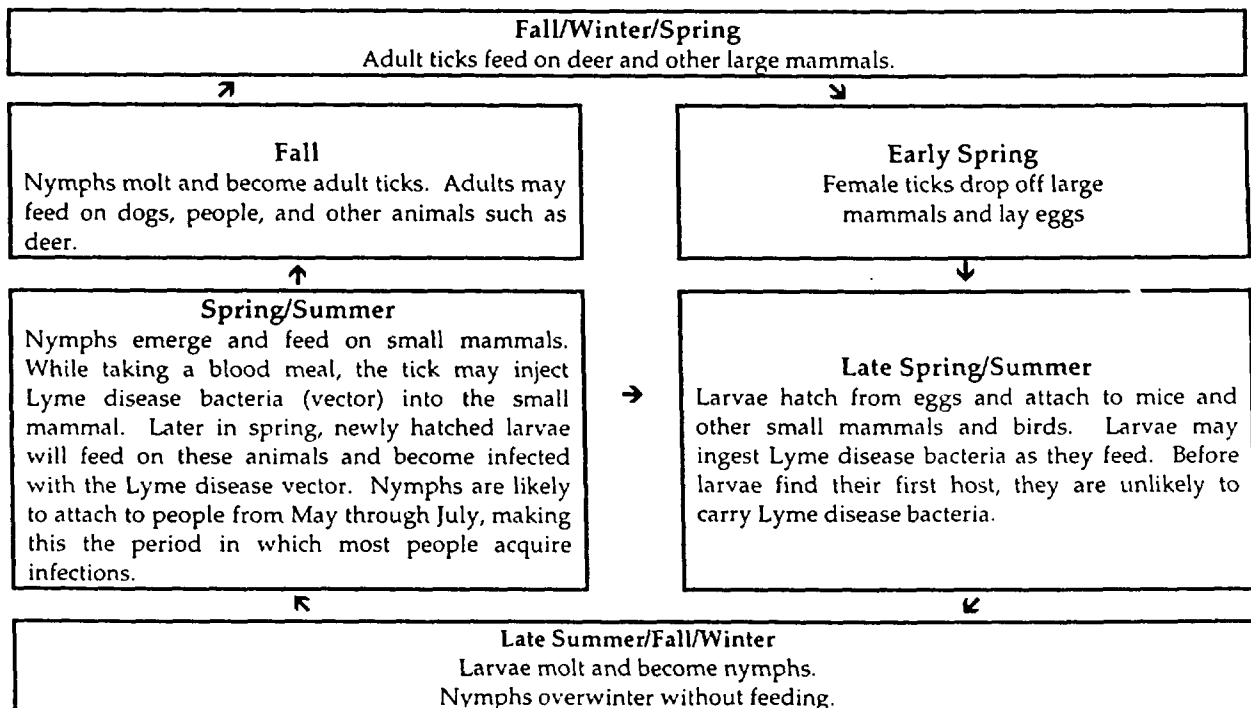 Fall/Winter/Spring
Adult ticks feed on deer and other large mammals.
Fall
Nymphs molt and become adult ticks. Adults may
feed on dogs, people, and other animals such as
deer.
Early Spring
Female ticks drop off large
mammals and lay eggs
Spring/Summer
Nymphs emerge and feed on small mammals.
While taking a blood meal, the tick may inject
Lyme disease bacteria (vector) into the small
mammal. Later in spring, newly hatched larvae
will feed on these animals and become infected
with the Lyme disease vector. Nymphs are likely
to attach to people from May through July, making
this the period in which most people acquire
infections.
Late Spring/Summer
Larvae hatch from eggs and attach to mice and
other small mammals and birds. Larvae may
ingest Lyme disease bacteria as they feed. Before
larvae find their first host, they are unlikely to
carry Lyme disease bacteria.
Late Summer/Fall/Winter
Larvae molt and become nymphs.
Nymphs overwinter without feeding.